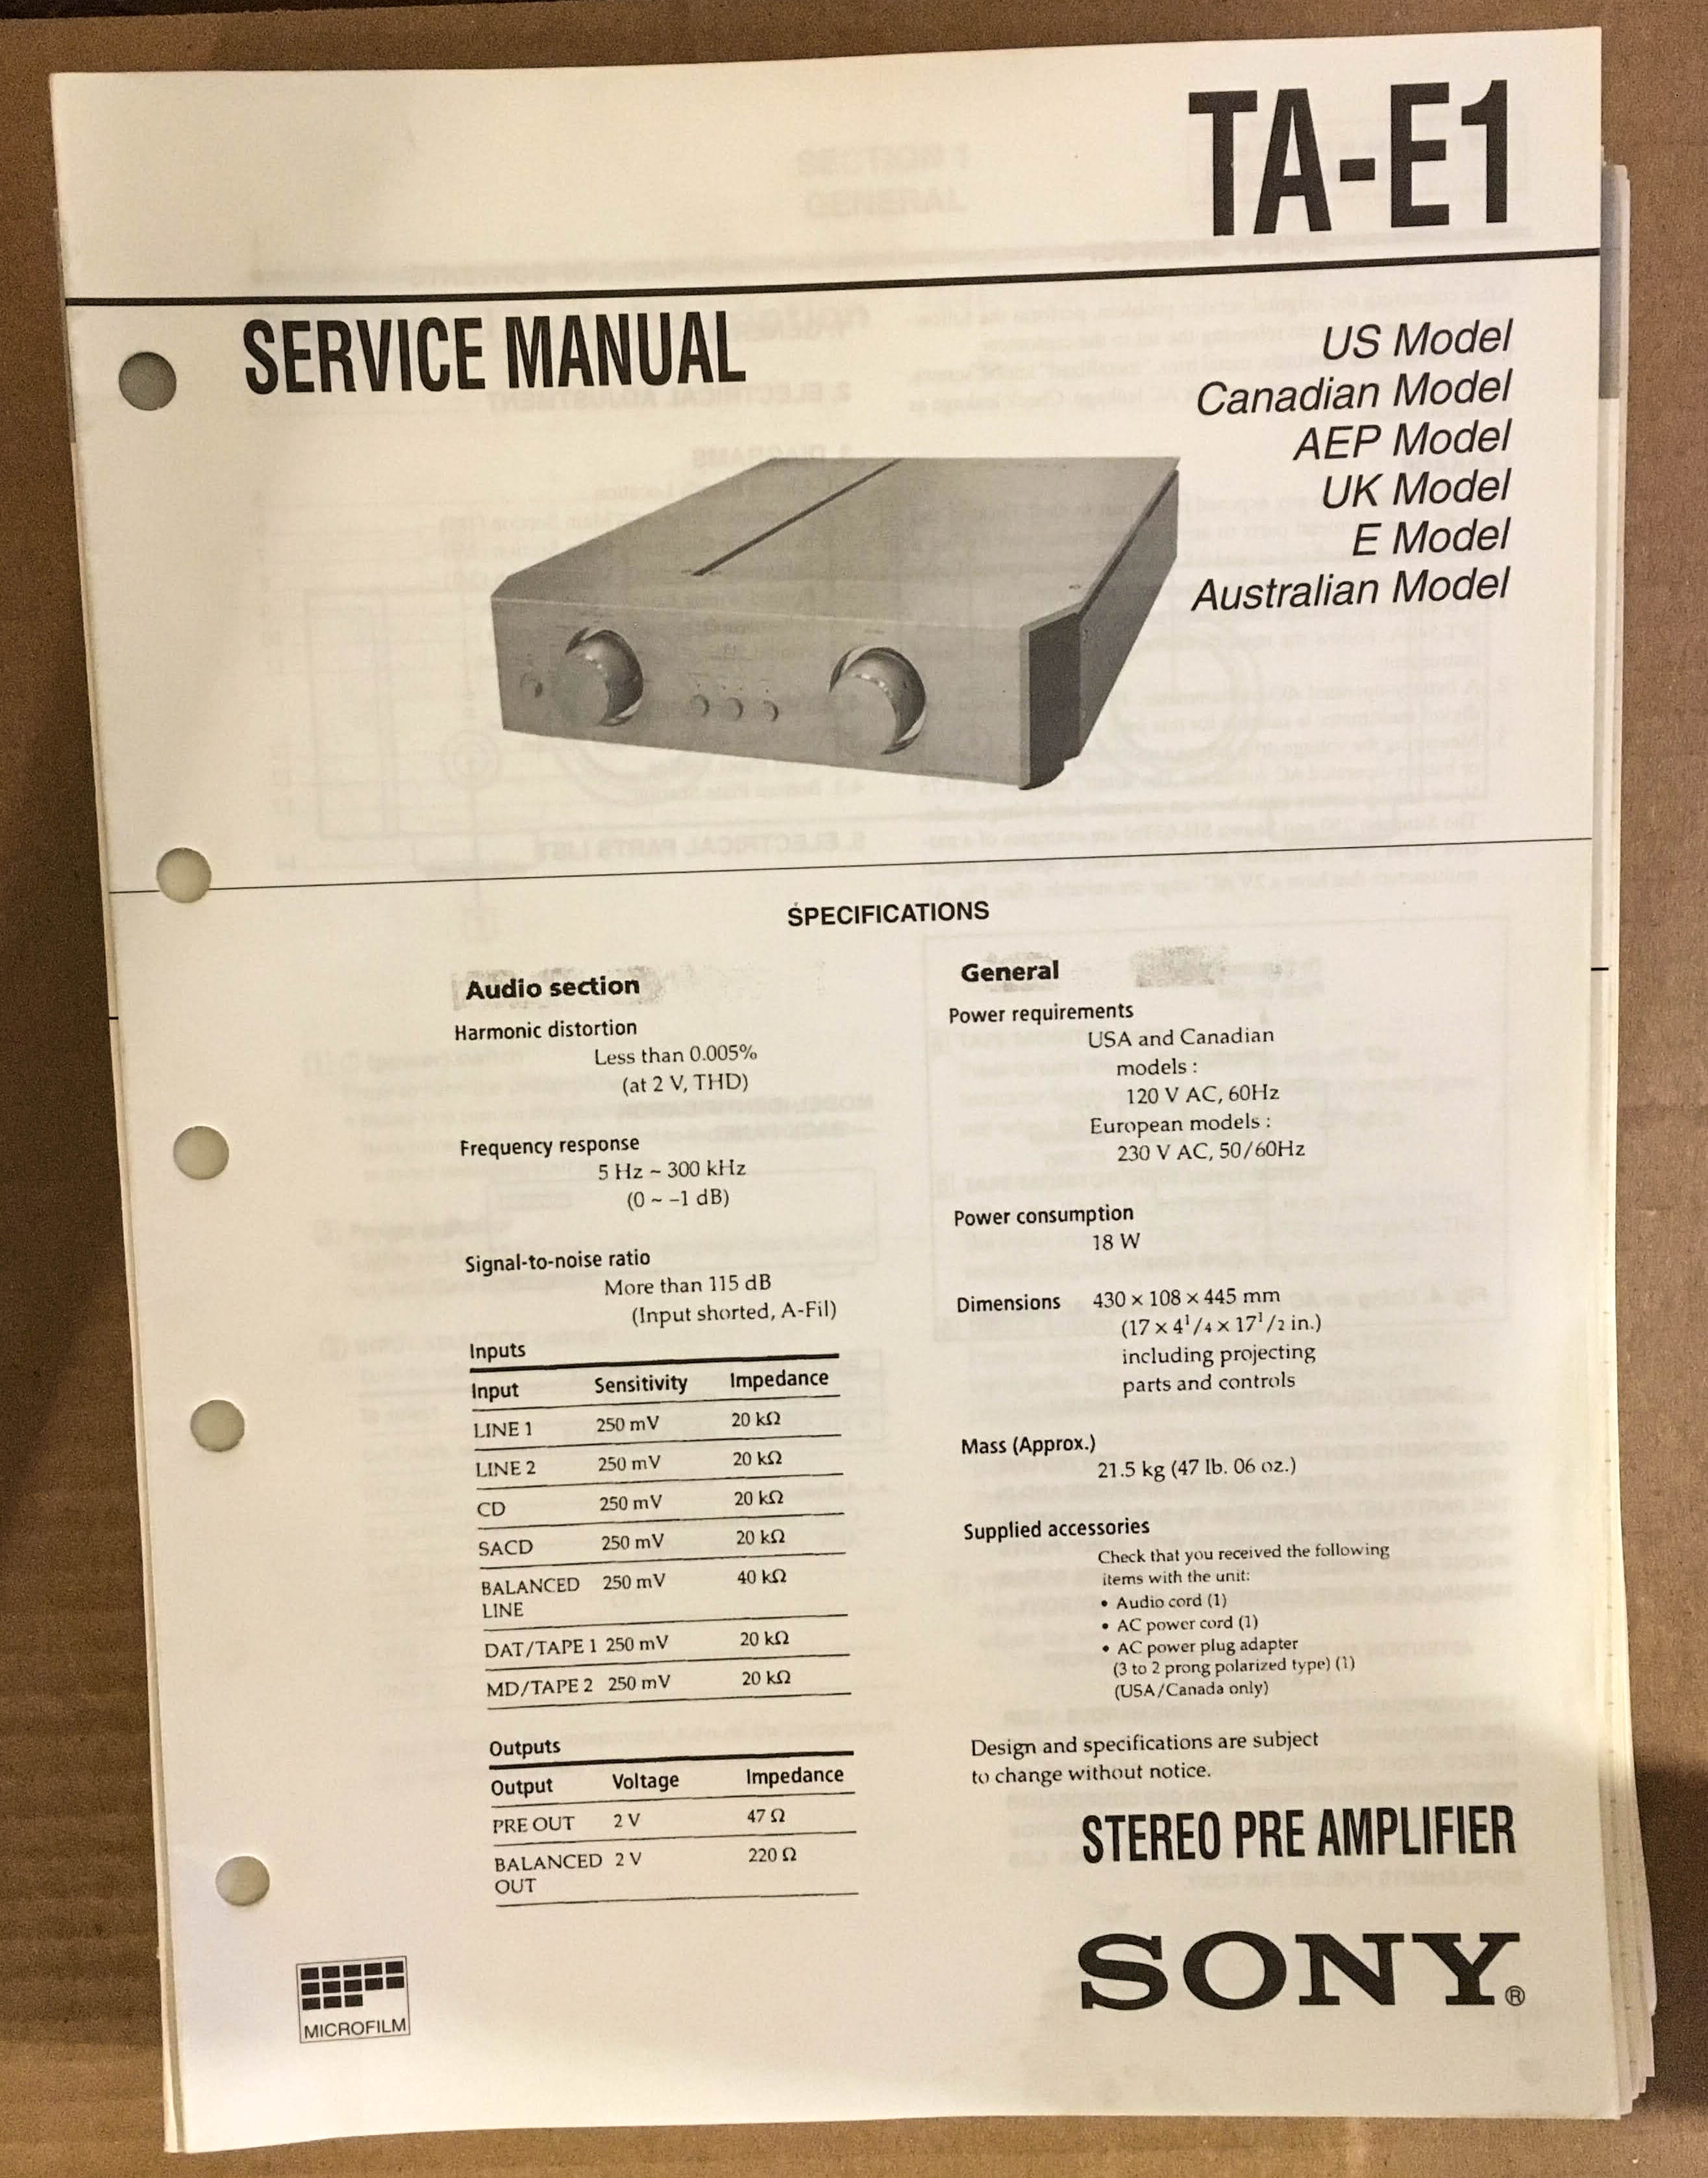 TA-E1
SERVICE MANUAL
US Model
Canadian Model
AEP Model
UK Model
E Model
Australian Model
SPECIFICATIONS
Audio section
Harmonic distortion
Less than 0.005%
(at 2 V, THD)
Frequency response
5 Hz ~ 300 kHz
(0 ~ –1 dB)
Signal-to-noise ratio
More than 115 dB
(Input shorted, A-Fil)
Inputs
Input Sensitivity Impedance
LINE 1 250 mV 20 kΩ
LINE 2 250 mV 20 kΩ
CD 250 mV 20 kΩ
SACD 250 mV 20 kΩ
BALANCED 250 mV 40 kΩ
LINE
DAT/TAPE 1 250 mV 20 kΩ
MD/TAPE 2 250 mV 20 kΩ
Outputs
Output Voltage Impedance
PRE OUT 2 V 47 Ω
BALANCED 2 V 220 Ω
OUT
General
Power requirements
USA and Canadian
models :
120 V AC, 60Hz
European models :
230 V AC, 50/60Hz
Power consumption
18 W
Dimensions 430 × 108 × 445 mm
(17 × 4 1/4 × 17 1/2 in.)
including projecting
parts and controls
Mass (Approx.)
21.5 kg (47 lb. 06 oz.)
Supplied accessories
Check that you received the following
items with the unit:
• Audio cord (1)
• AC power cord (1)
• AC power plug adapter
(3 to 2 prong polarized type) (1)
(USA/Canada only)
Design and specifications are subject
to change without notice.
STEREO PRE AMPLIFIER
SONY®
MICROFILM